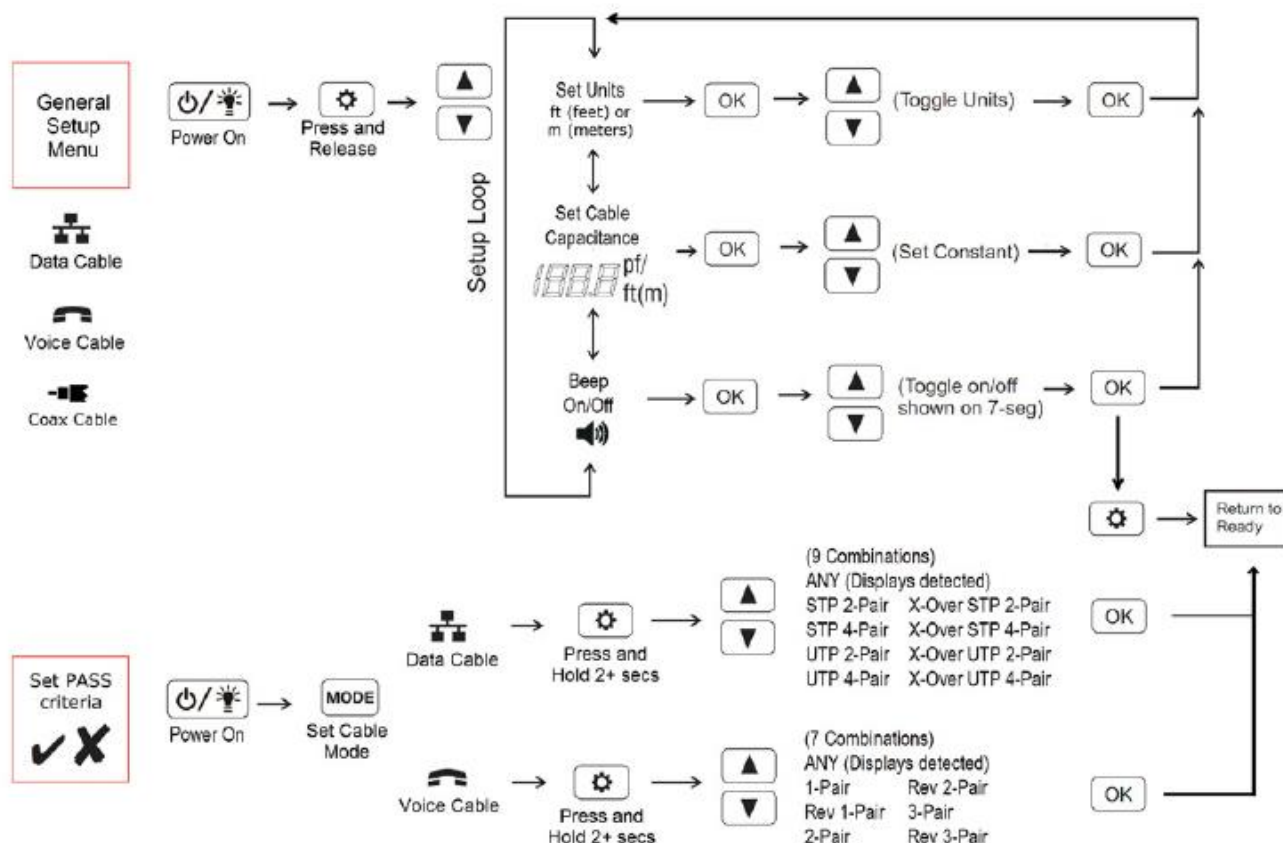 General
Setup
Menu
Power On
Press and
Release
Setup Loop
Set Units
ft (feet) or
m (meters)
OK
(Toggle Units)
OK
Data Cable
Voice Cable
Coax Cable
Set Cable
Capacitance
188.8 pf/
ft(m)
OK
(Set Constant)
OK
Beep
On/Off
OK
(Toggle on/off
shown on 7-seg)
OK
Return to
Ready
Set PASS
criteria
Power On
MODE
Set Cable
Mode
Data Cable
Press and
Hold 2+ secs
(9 Combinations)
ANY (Displays detected)
STP 2-Pair X-Over STP 2-Pair
STP 4-Pair X-Over STP 4-Pair
UTP 2-Pair X-Over UTP 2-Pair
UTP 4-Pair X-Over UTP 4-Pair
OK
Voice Cable
Press and
Hold 2+ secs
(7 Combinations)
ANY (Displays detected)
1-Pair Rev 2-Pair
Rev 1-Pair 3-Pair
2-Pair Rev 3-Pair
OK